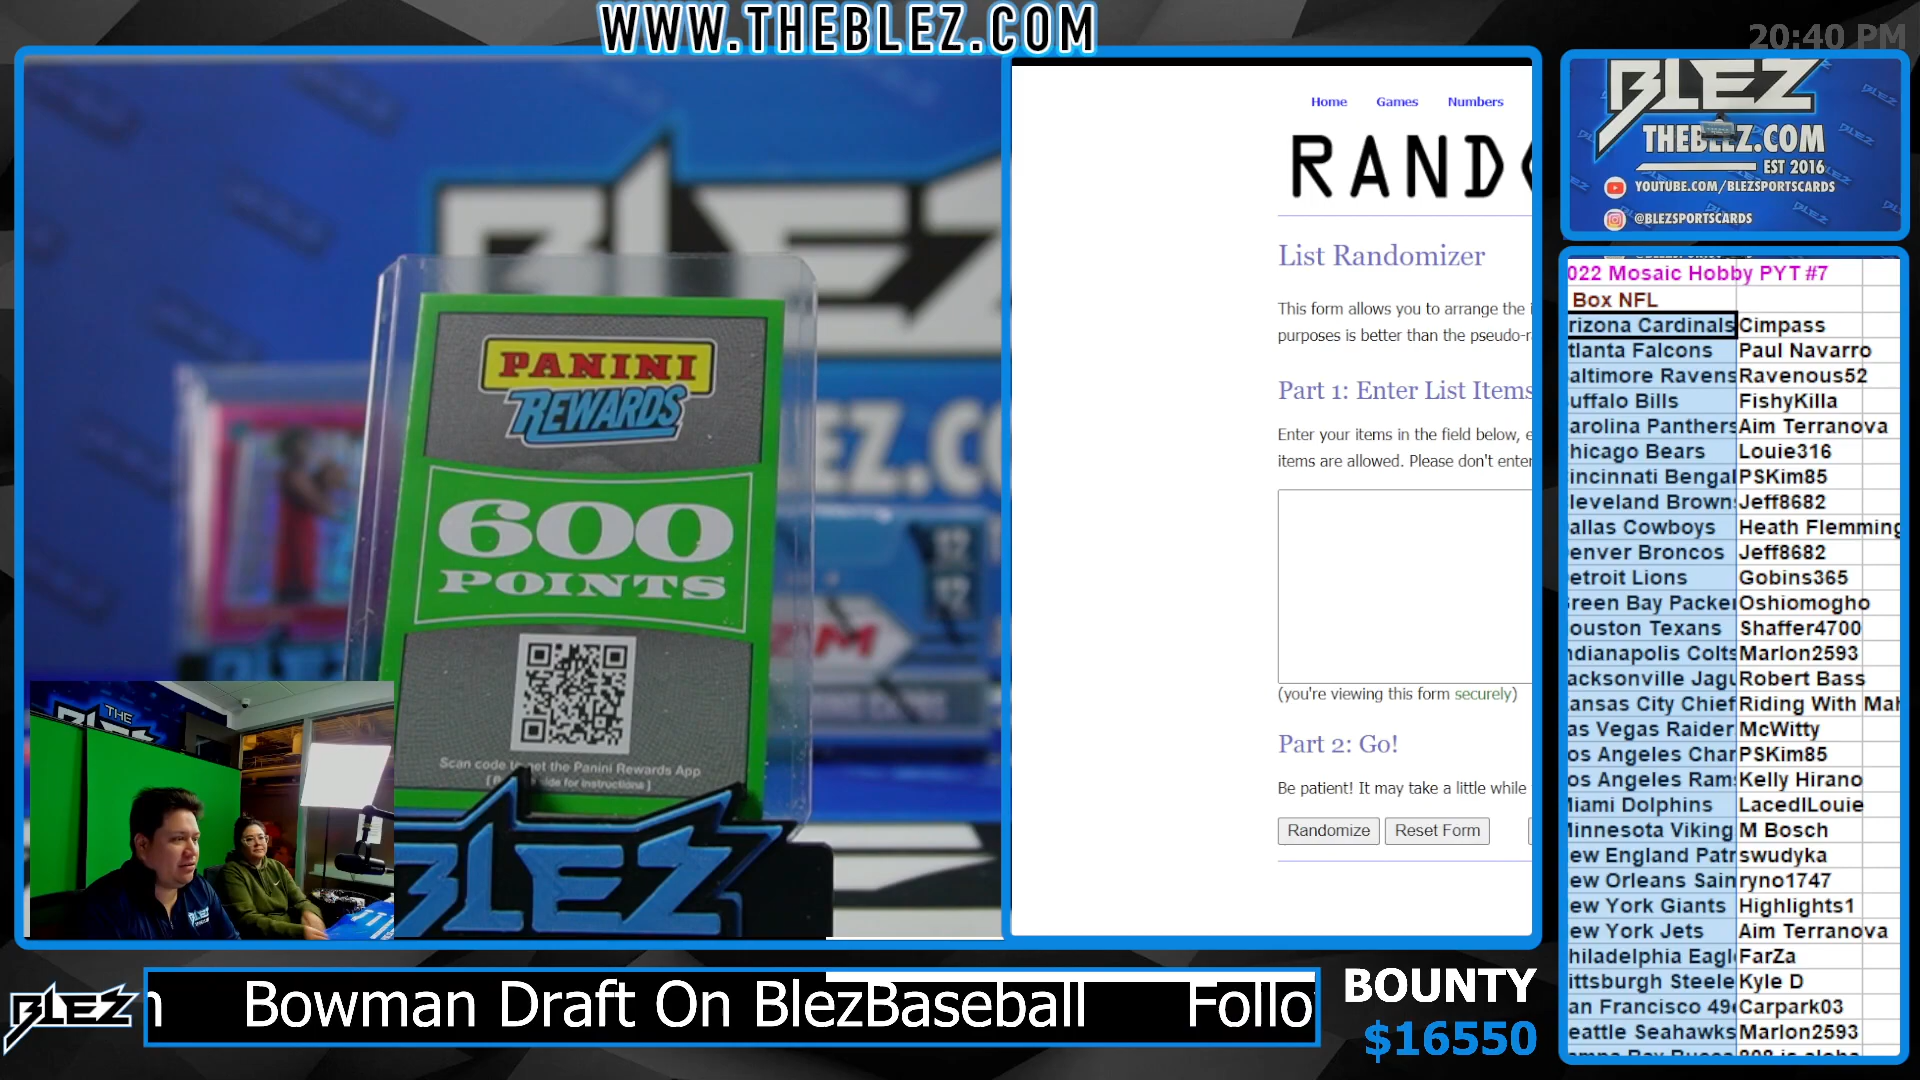 WWW.THEBLEZ.COM
20:40 PM
PANINI
REWARDS
600
POINTS
Scan code to get the Panini Rewards App
Home Games Numbers
RANDO
List Randomizer
This form allows you to arrange the i
purposes is better than the pseudo-r
Part 1: Enter List Items
Enter your items in the field below, e
items are allowed. Please don't enter
(you're viewing this form securely)
Part 2: Go!
Be patient! It may take a little while
Randomize Reset Form
BLEZ
THEBLEZ.COM
EST 2016
YOUTUBE.COM/BLEZSPORTSCARDS
@BLEZSPORTSCARDS
022 Mosaic Hobby PYT #7
Box NFL
rizona Cardinals Cimpass
tlanta Falcons Paul Navarro
altimore Ravens Ravenous52
uffalo Bills FishyKilla
arolina Panthers Aim Terranova
hicago Bears Louie316
incinnati Bengal PSKim85
leveland Brown Jeff8682
allas Cowboys Heath Flemming
enver Broncos Jeff8682
etroit Lions Gobins365
reen Bay Packe Oshiomogho
ouston Texans Shaffer4700
ndianapolis Colts Marlon2593
acksonville Jagu Robert Bass
ansas City Chief Riding With Mah
as Vegas Raider McWitty
os Angeles Char PSKim85
os Angeles Ram Kelly Hirano
iami Dolphins LacedlLouie
innesota Viking M Bosch
ew England Patr swudyka
ew Orleans Sain ryno1747
ew York Giants Highlights1
ew York Jets Aim Terranova
hiladelphia Eagl FarZa
ittsburgh Steele Kyle D
an Francisco 49 Carpark03
eattle Seahawks Marlon2593
THE
BLEZ
BLEZ
Bowman Draft On BlezBaseball Follo
BOUNTY
$16550